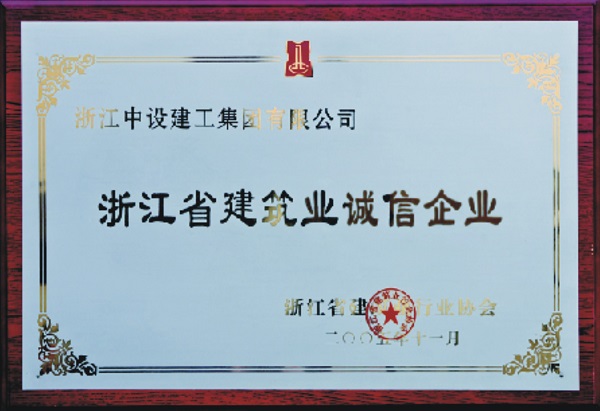 浙江中设建工集团有限公司
浙江省建筑业诚信企业
浙江省建筑业行业协会
二〇〇五年十一月